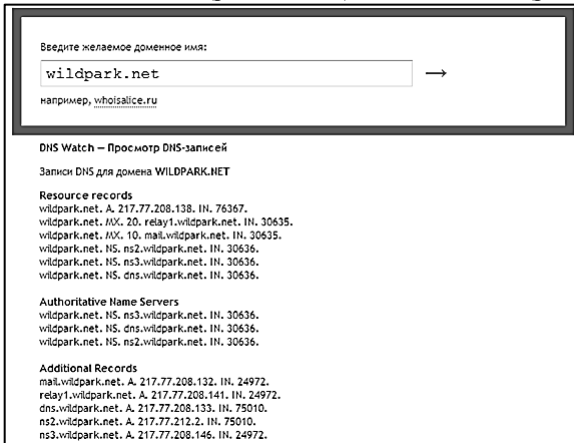 Введите желаемое доменное имя:
wildpark.net →
например, whoisalice.ru
DNS Watch — Просмотр DNS-записей
Записи DNS для домена WILDPARK.NET
Resource records
wildpark.net. A. 217.77.208.138. IN. 76367.
wildpark.net. MX. 20. relay1.wildpark.net. IN. 30635.
wildpark.net. MX. 10. mail.wildpark.net. IN. 30635.
wildpark.net. NS. ns2.wildpark.net. IN. 30636.
wildpark.net. NS. ns3.wildpark.net. IN. 30636.
wildpark.net. NS. dns.wildpark.net. IN. 30636.
Authoritative Name Servers
wildpark.net. NS. ns3.wildpark.net. IN. 30636.
wildpark.net. NS. dns.wildpark.net. IN. 30636.
wildpark.net. NS. ns2.wildpark.net. IN. 30636.
Additional Records
mail.wildpark.net. A. 217.77.208.132. IN. 24972.
relay1.wildpark.net. A. 217.77.208.141. IN. 24972.
dns.wildpark.net. A. 217.77.208.133. IN. 75010.
ns2.wildpark.net. A. 217.77.212.2. IN. 75010.
ns3.wildpark.net. A. 217.77.208.146. IN. 24972.